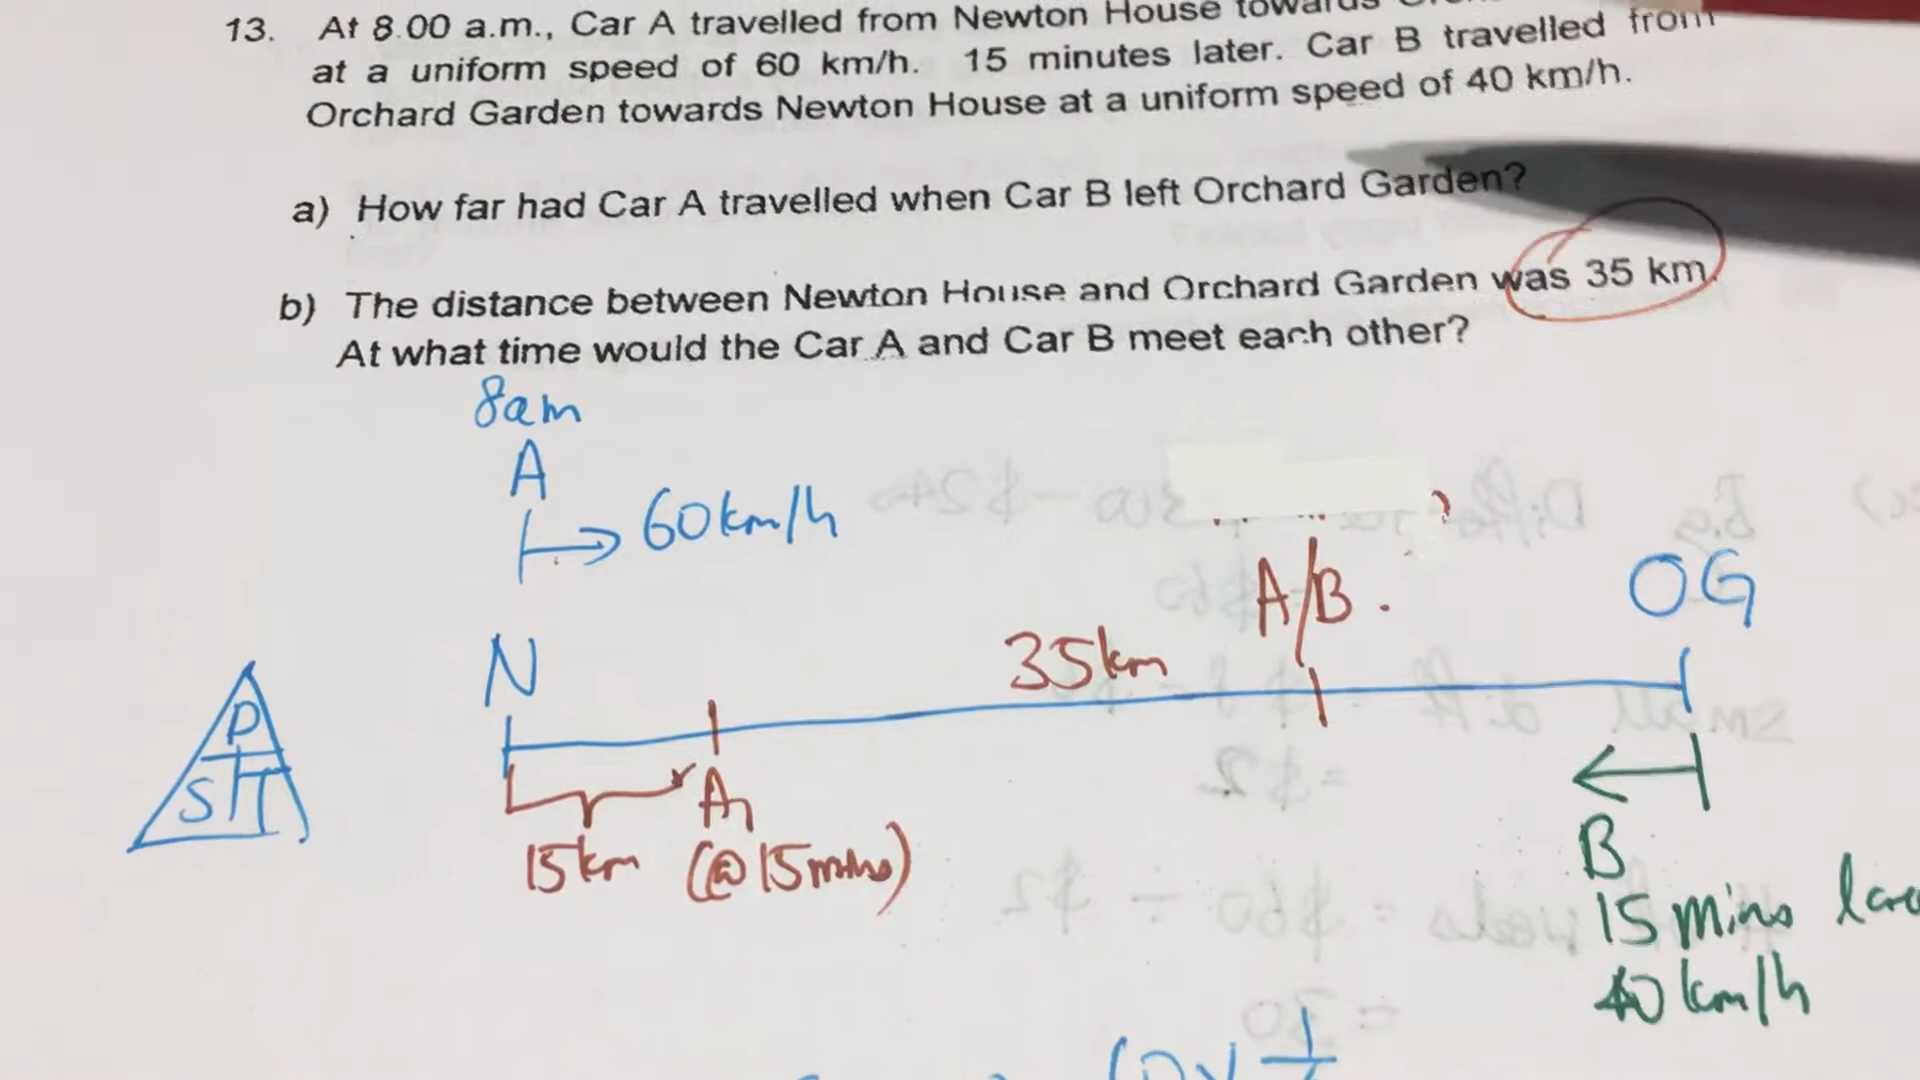 13. At 8.00 a.m., Car A travelled from Newton House towards
at a uniform speed of 60 km/h. 15 minutes later. Car B travelled from
Orchard Garden towards Newton House at a uniform speed of 40 km/h.
a) How far had Car A travelled when Car B left Orchard Garden?
b) The distance between Newton House and Orchard Garden was 35 km.
At what time would the Car A and Car B meet each other?
8am
A
60km/h
?
A/B.
OG
N
35km
D
S T
A
15km (@15mins)
B
15 mins
40km/h